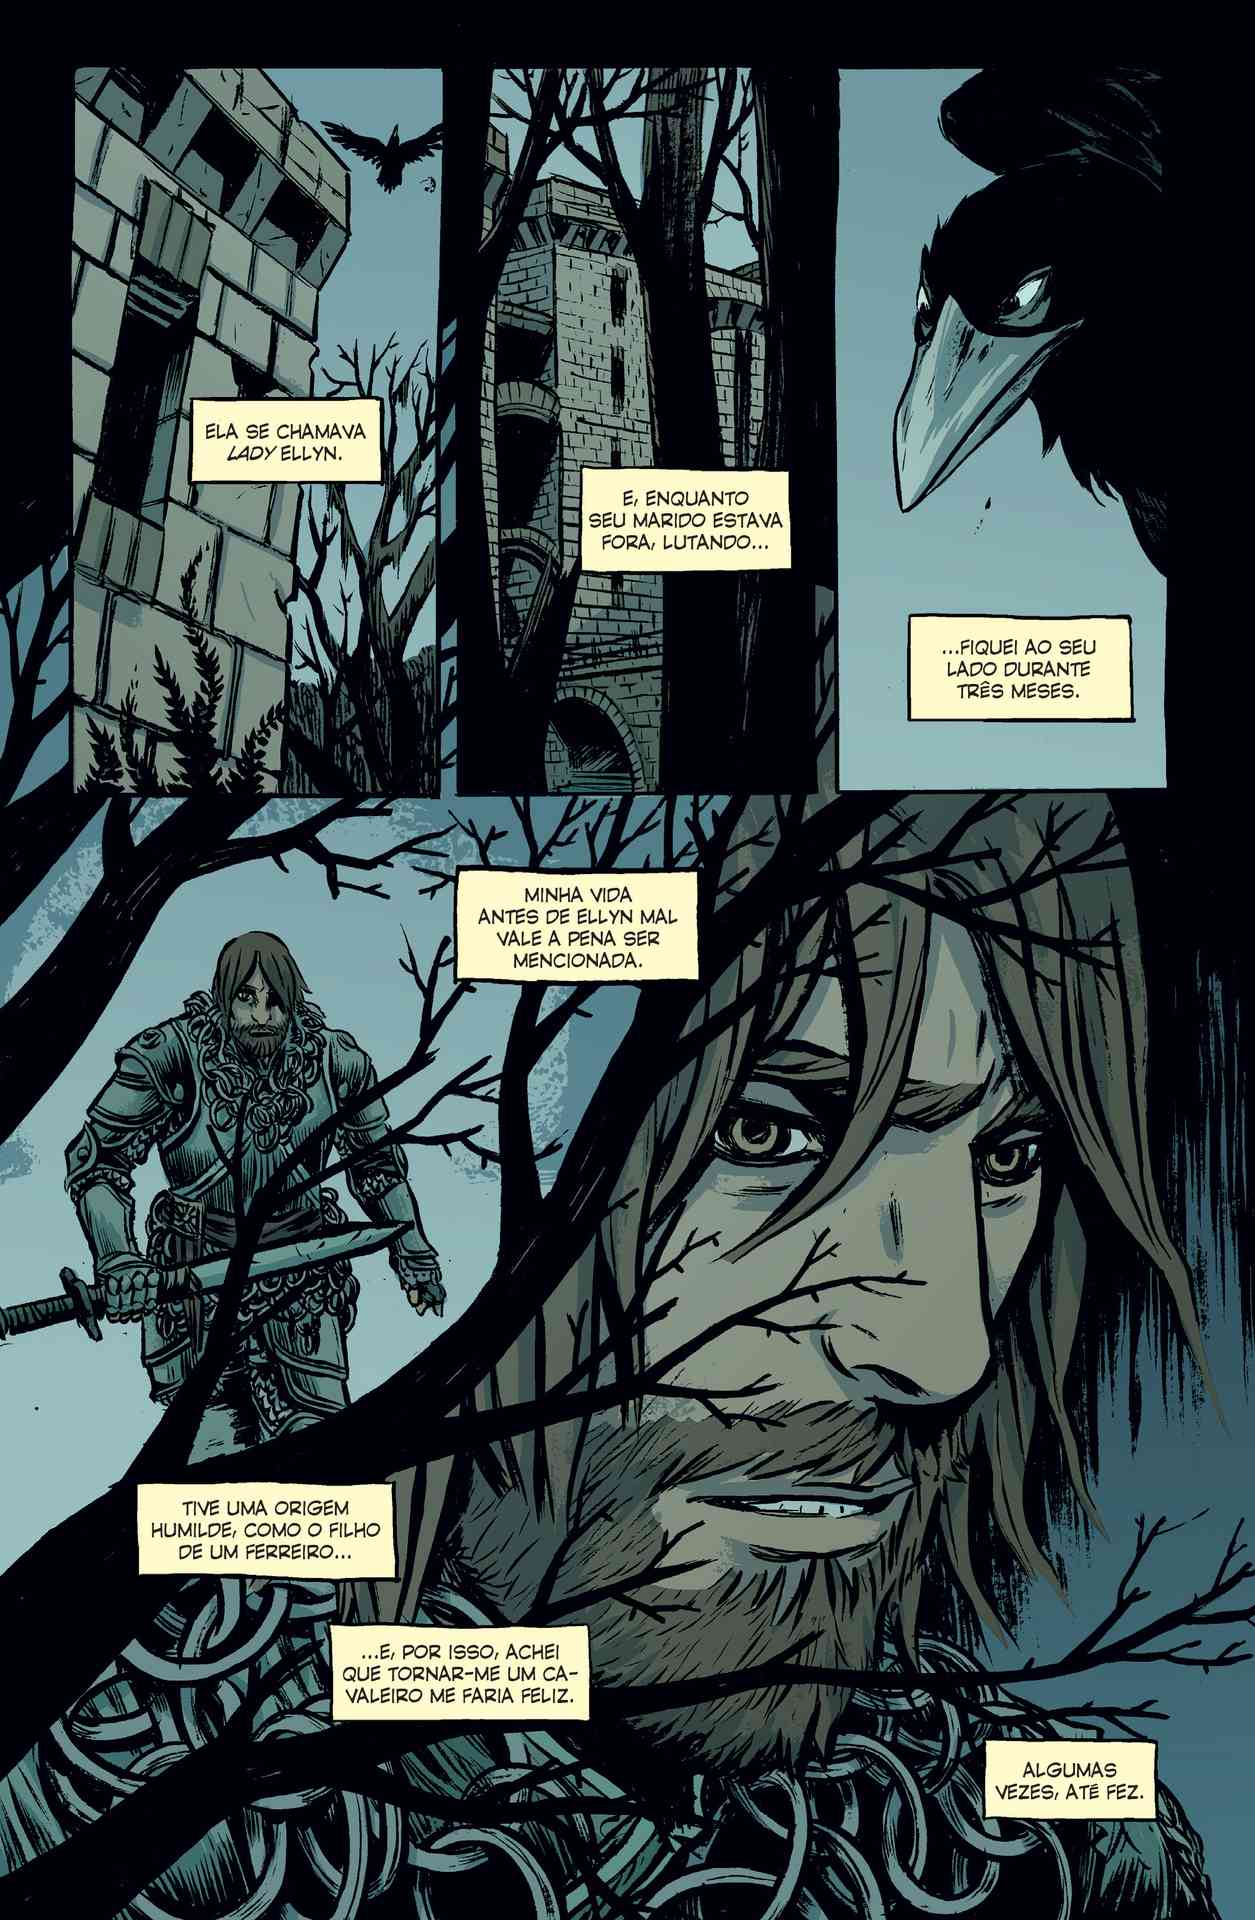 ELA SE CHAMAVA
LADY ELLYN.
E, ENQUANTO
SEU MARIDO ESTAVA
FORA, LUTANDO...
...FIQUEI AO SEU
LADO DURANTE
TRÊS MESES.
MINHA VIDA
ANTES DE ELLYN MAL
VALE A PENA SER
MENCIONADA.
TIVE UMA ORIGEM
HUMILDE, COMO O FILHO
DE UM FERREIRO...
...E, POR ISSO, ACHEI
QUE TORNAR-ME UM CA-
VALEIRO ME FARIA FELIZ.
ALGUMAS
VEZES, ATÉ FEZ.